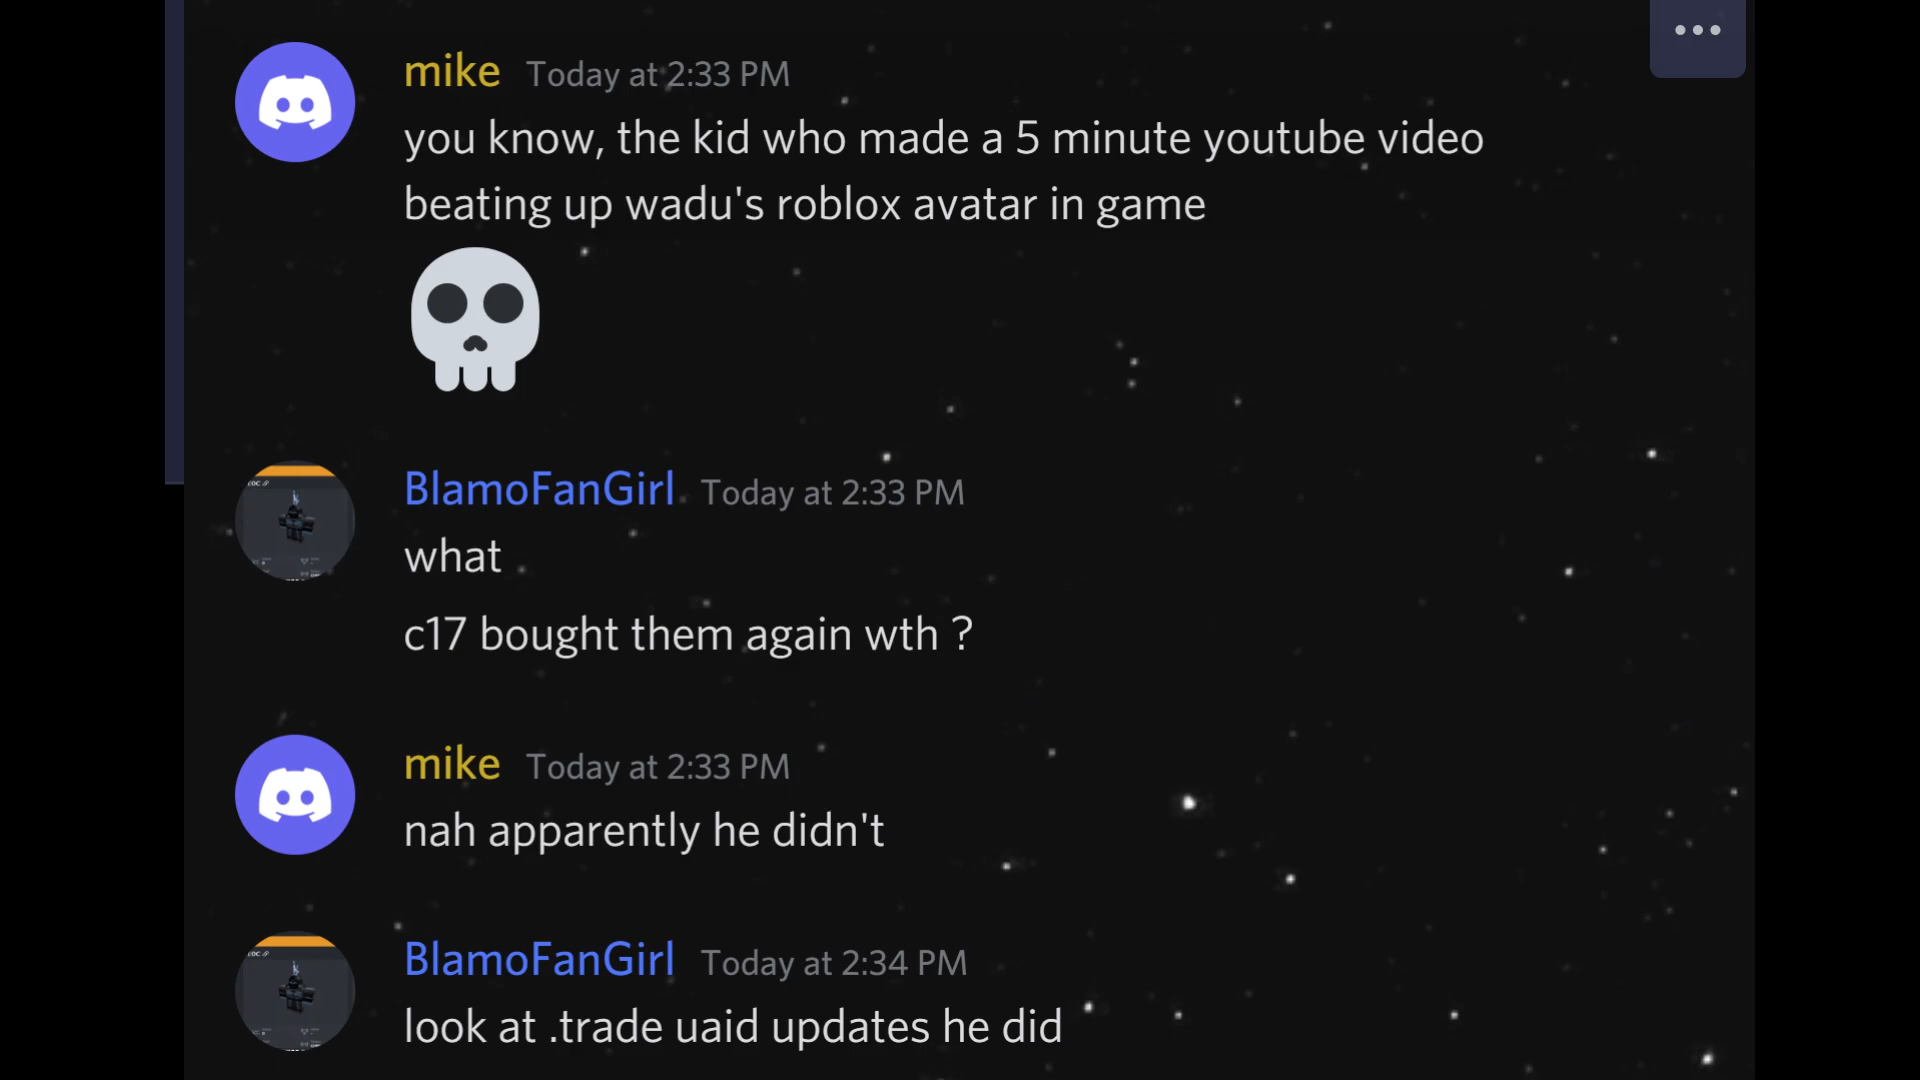 mike Today at 2:33 PM
you know, the kid who made a 5 minute youtube video
beating up wadu's roblox avatar in game
BlamoFanGirl Today at 2:33 PM
what
c17 bought them again wth ?
mike Today at 2:33 PM
nah apparently he didn't
BlamoFanGirl Today at 2:34 PM
look at .trade uaid updates he did